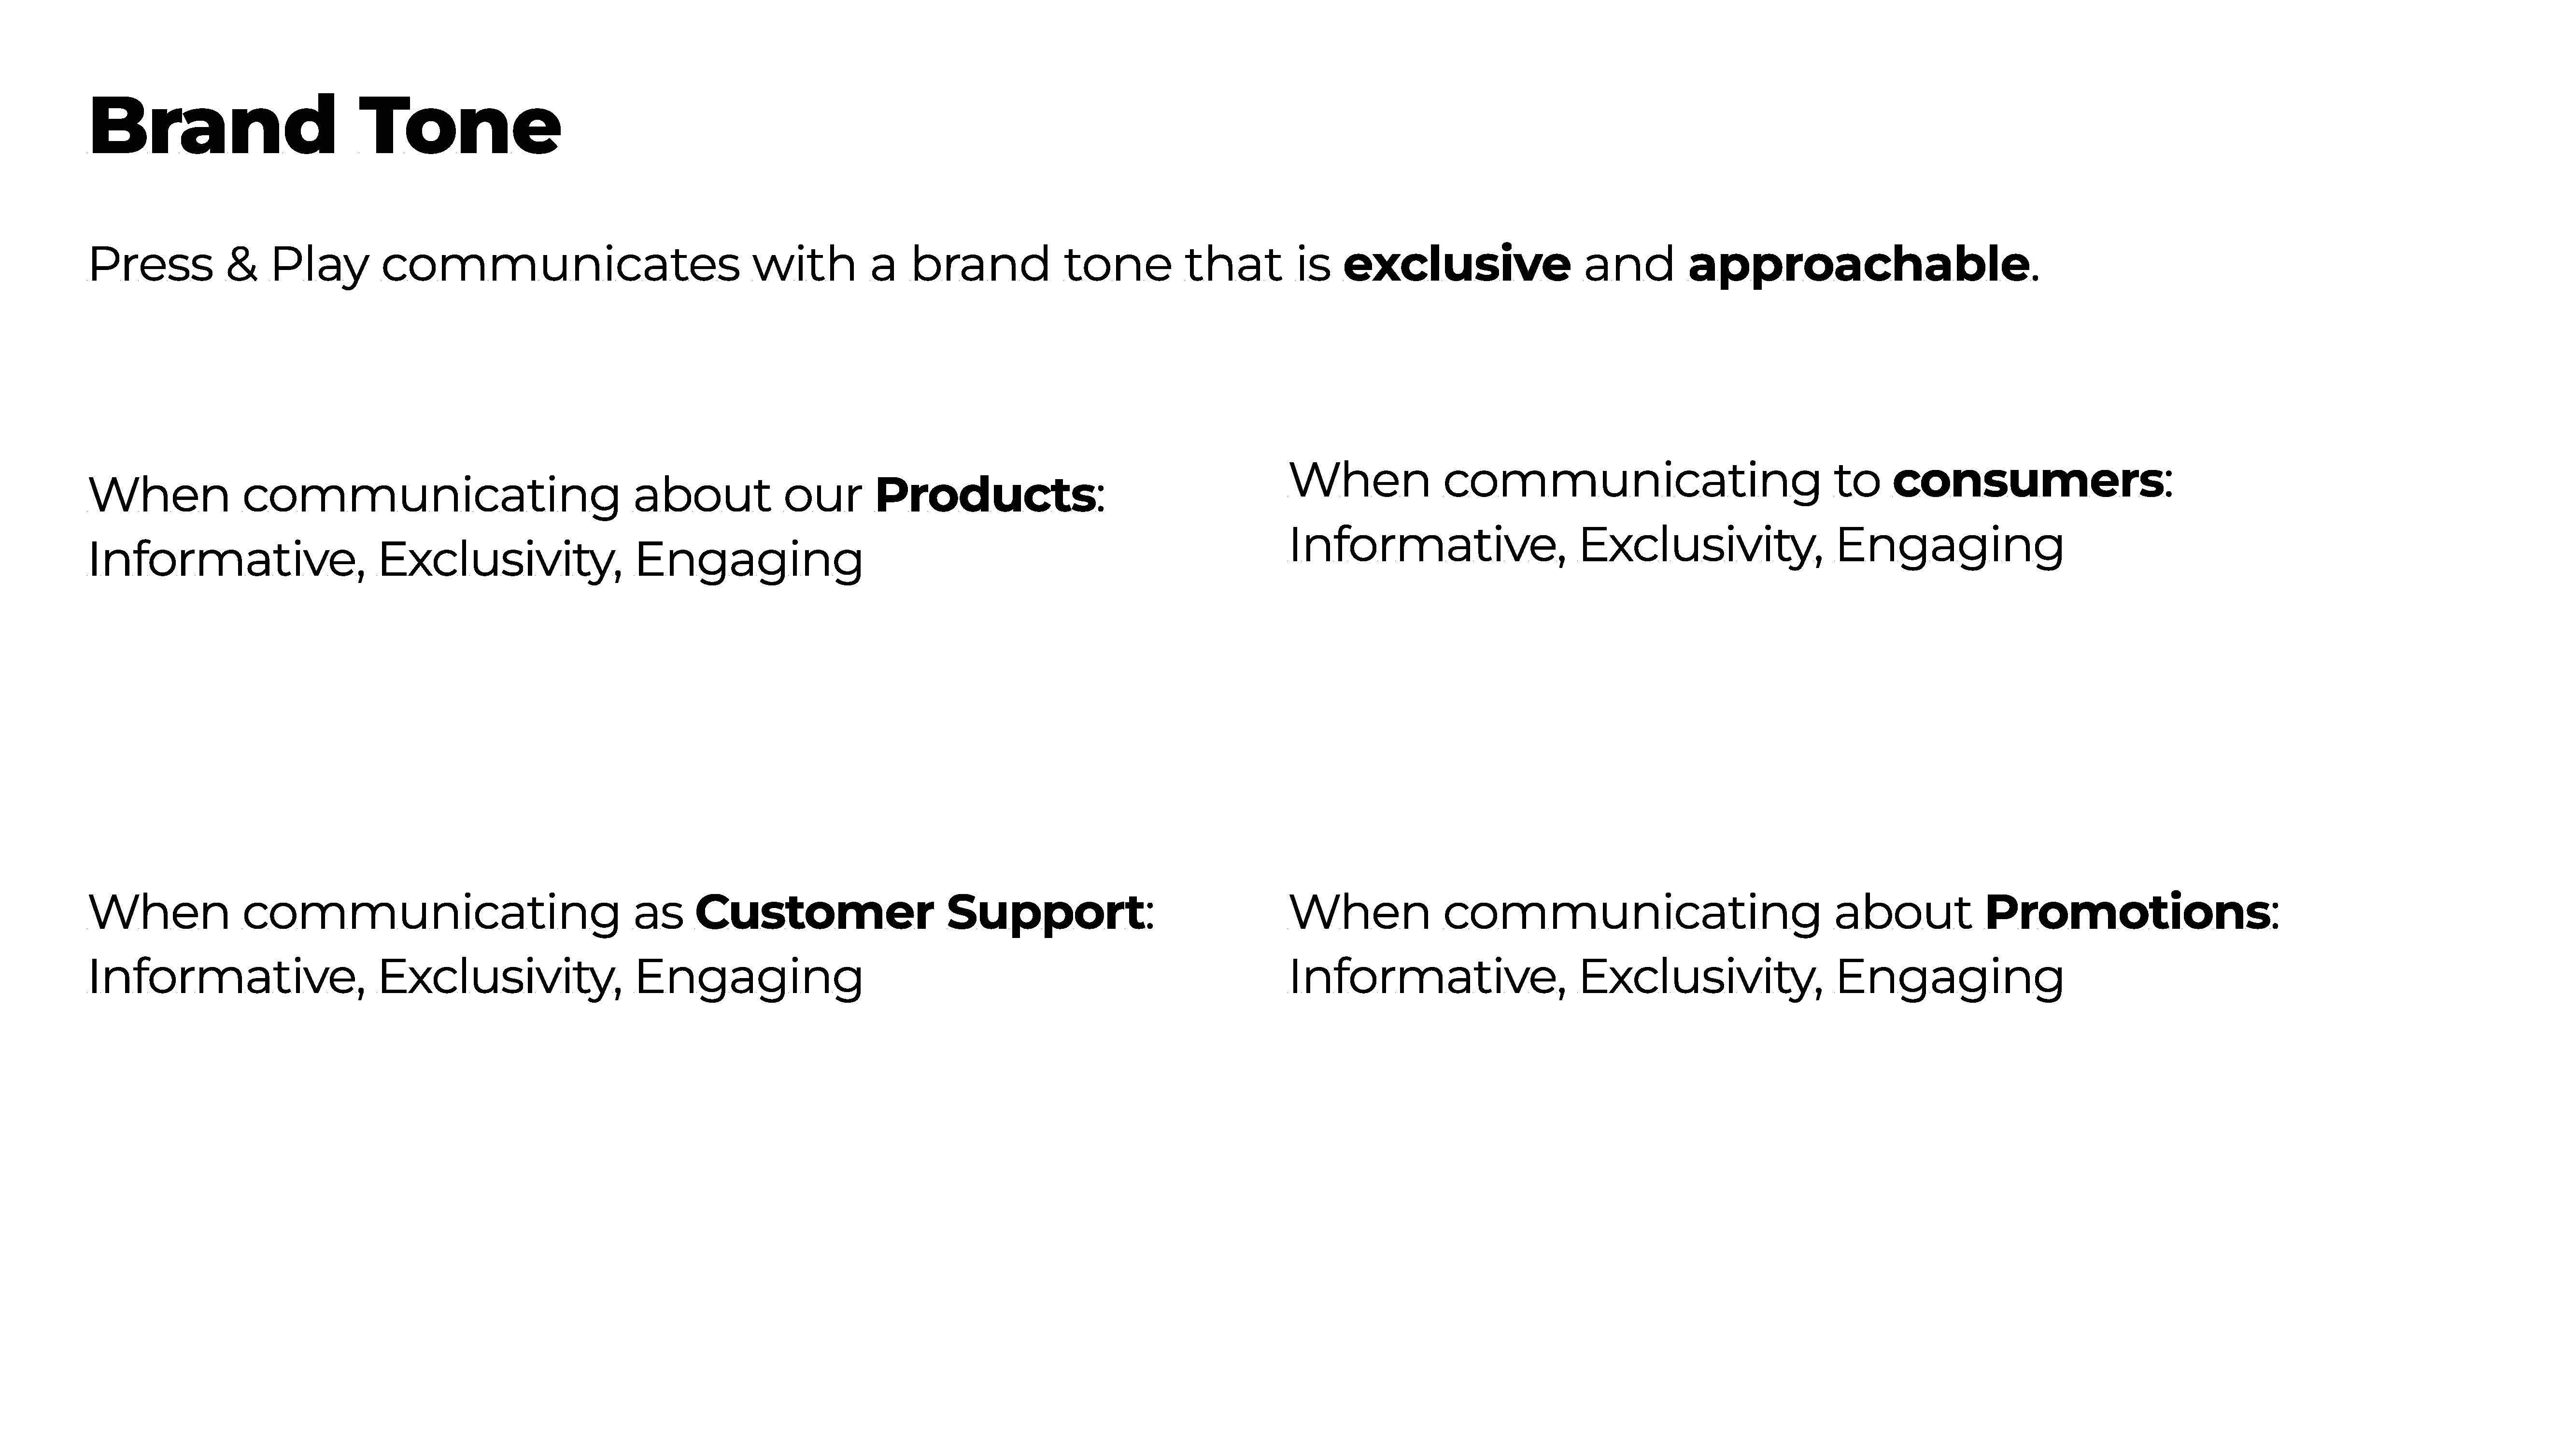 Brand Tone
Press & Play communicates with a brand tone that is exclusive and approachable.
When communicating about our Products:
Informative, Exclusivity, Engaging
When communicating to consumers:
Informative, Exclusivity, Engaging
When communicating as Customer Support:
Informative, Exclusivity, Engaging
When communicating about Promotions:
Informative, Exclusivity, Engaging